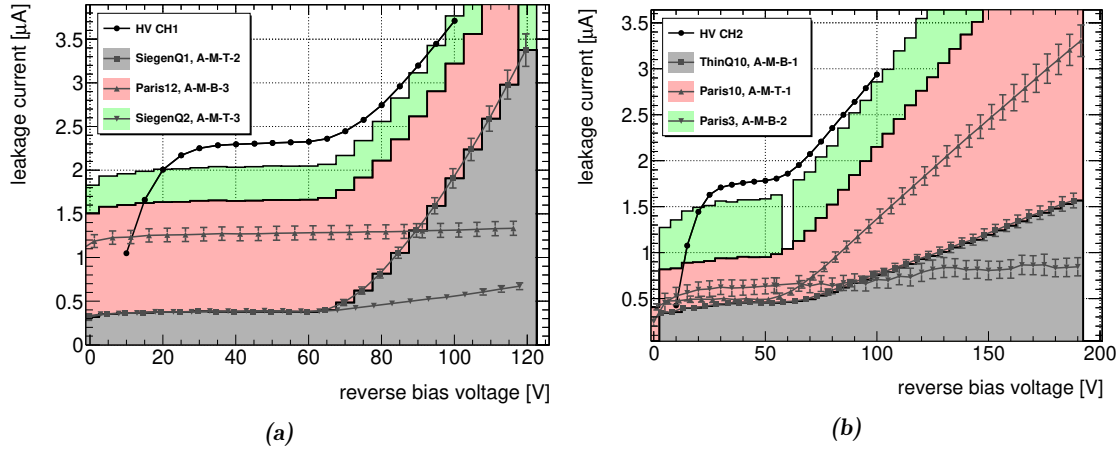 leakage current [µA]
3.5
3
2.5
2
1.5
1
0.5
0
HV CH1
SiegenQ1, A-M-T-2
Paris12, A-M-B-3
SiegenQ2, A-M-T-3
0 20 40 60 80 100 120
reverse bias voltage [V]
(a)
leakage current [µA]
3.5
3
2.5
2
1.5
1
0.5
HV CH2
ThinQ10, A-M-B-1
Paris10, A-M-T-1
Paris3, A-M-B-2
0 50 100 150 200
reverse bias voltage [V]
(b)